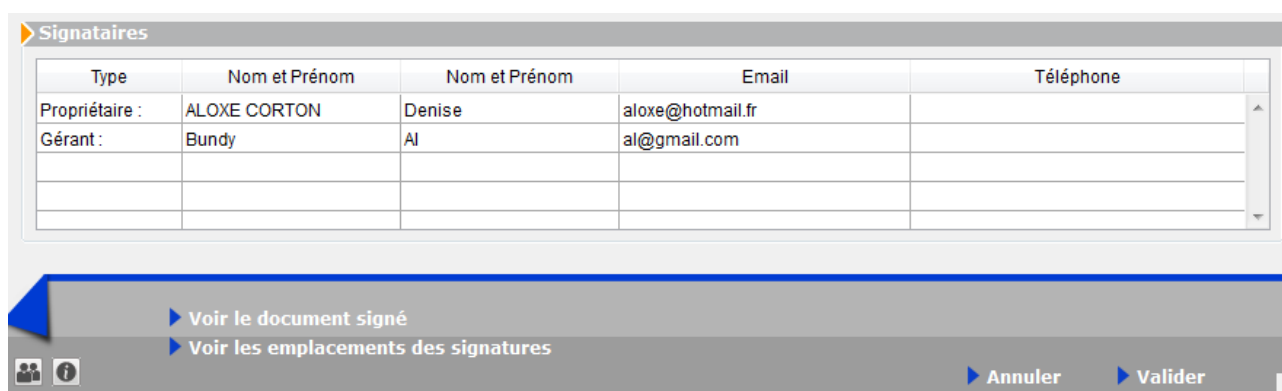 Signataires
Type Nom et Prénom Nom et Prénom Email Téléphone
Propriétaire : ALOXE CORTON Denise aloxe@hotmail.fr
Gérant : Bundy Al al@gmail.com
Voir le document signé
Voir les emplacements des signatures
Annuler Valider